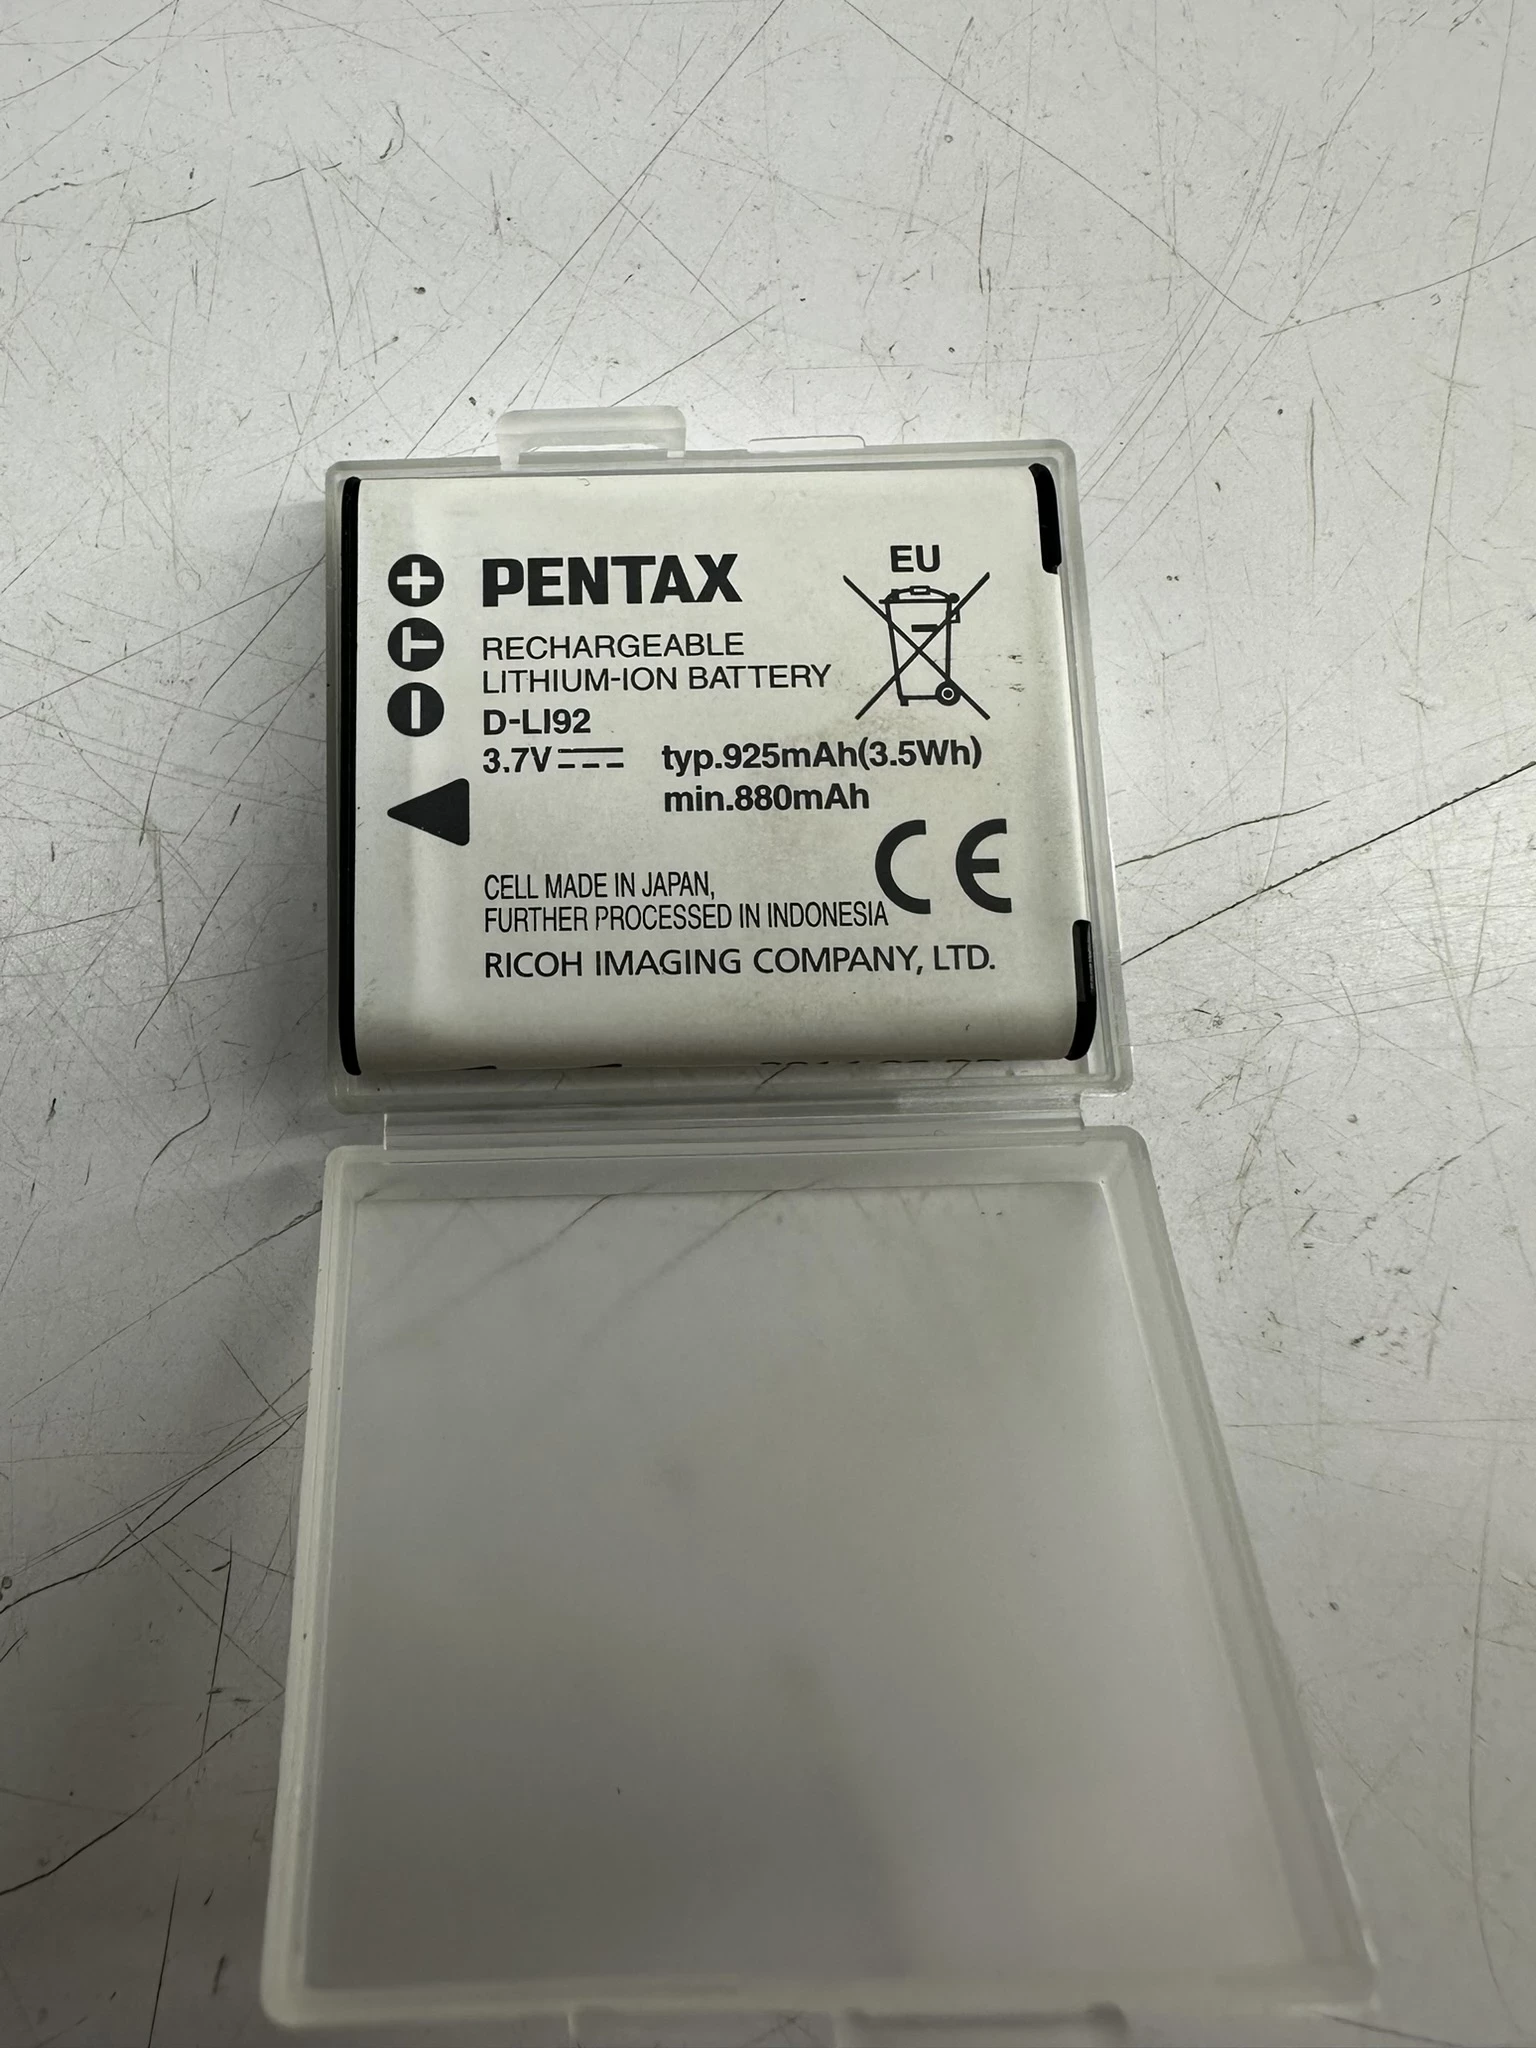 PENTAX
EU
RECHARGEABLE
LITHIUM-ION BATTERY
D-LI92
3.7V typ.925mAh(3.5Wh)
min.880mAh
CE
CELL MADE IN JAPAN,
FURTHER PROCESSED IN INDONESIA
RICOH IMAGING COMPANY, LTD.